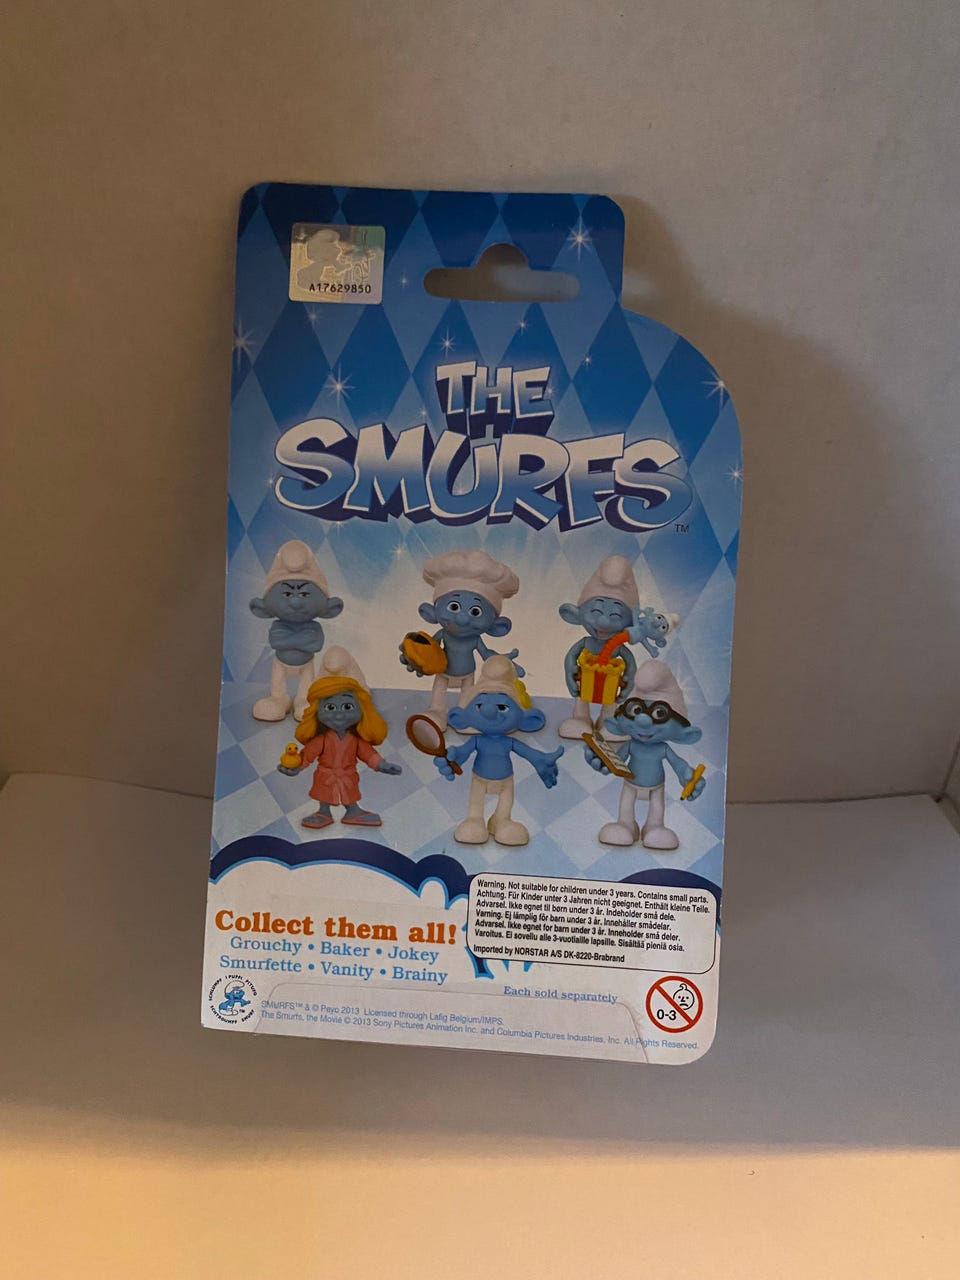 A17629850
THE
SMURFS
TM
Warning. Not suitable for children under 3 years. Contains small parts.
Achtung. Für Kinder unter 3 Jahren nicht geeignet. Enthält kleine Teile.
Advarsel. Ikke egnet til børn under 3 år. Indeholder små dele.
Varning. Ej lämplig för barn under 3 år. Innehåller smådelar.
Advarsel. Ikke egnet for barn under 3 år. Inneholder små deler.
Varoitus. Ei sovellu alle 3-vuotiaille lapsille. Sisältää pieniä osia.
Imported by NORSTAR A/S DK-8220-Brabrand
Collect them all!
Grouchy • Baker • Jokey
Smurfette • Vanity • Brainy
Each sold separately
0-3
SMURFS™ & © Peyo 2013 Licensed through Lafig Belgium/IMPS.
The Smurfs, the Movie © 2013 Sony Pictures Animation Inc. and Columbia Pictures Industries, Inc. All Rights Reserved.